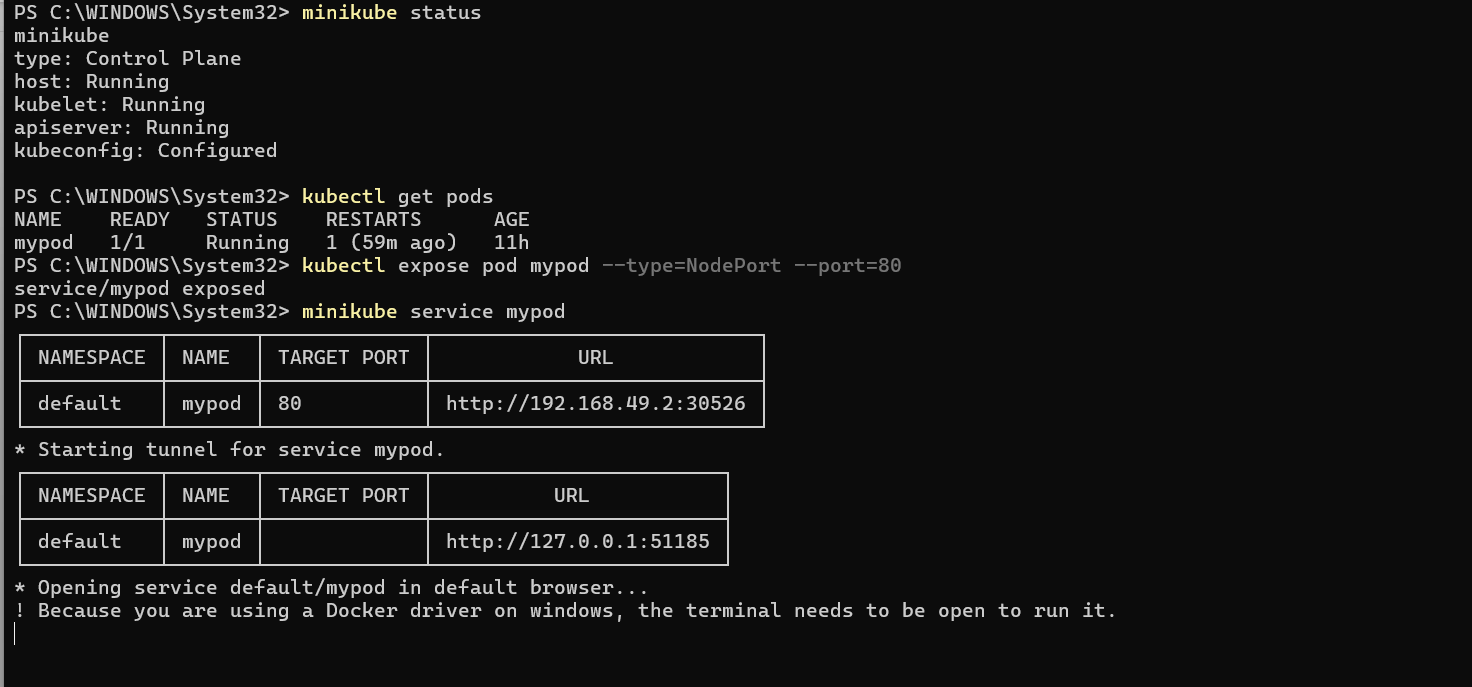 PS C:\WINDOWS\System32> minikube status
minikube
type: Control Plane
host: Running
kubelet: Running
apiserver: Running
kubeconfig: Configured
PS C:\WINDOWS\System32> kubectl get pods
NAME READY STATUS RESTARTS AGE
mypod 1/1 Running 1 (59m ago) 11h
PS C:\WINDOWS\System32> kubectl expose pod mypod --type=NodePort --port=80
service/mypod exposed
PS C:\WINDOWS\System32> minikube service mypod
NAMESPACE NAME TARGET PORT URL
default mypod 80 http://192.168.49.2:30526
* Starting tunnel for service mypod.
NAMESPACE NAME TARGET PORT URL
default mypod http://127.0.0.1:51185
* Opening service default/mypod in default browser...
! Because you are using a Docker driver on windows, the terminal needs to be open to run it.